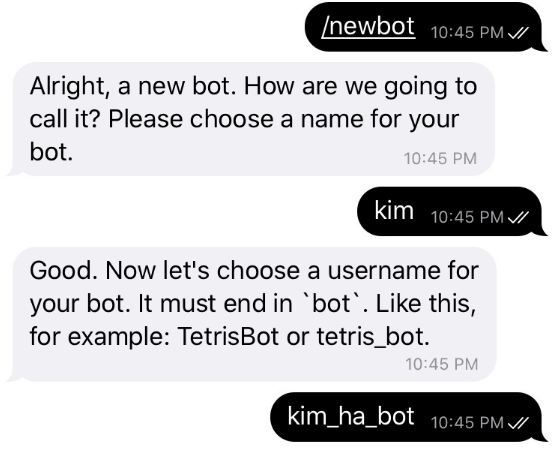 /newbot 10:45 PM
Alright, a new bot. How are we going to
call it? Please choose a name for your
bot. 10:45 PM
kim 10:45 PM
Good. Now let's choose a username for
your bot. It must end in `bot`. Like this,
for example: TetrisBot or tetris_bot.
10:45 PM
kim_ha_bot 10:45 PM